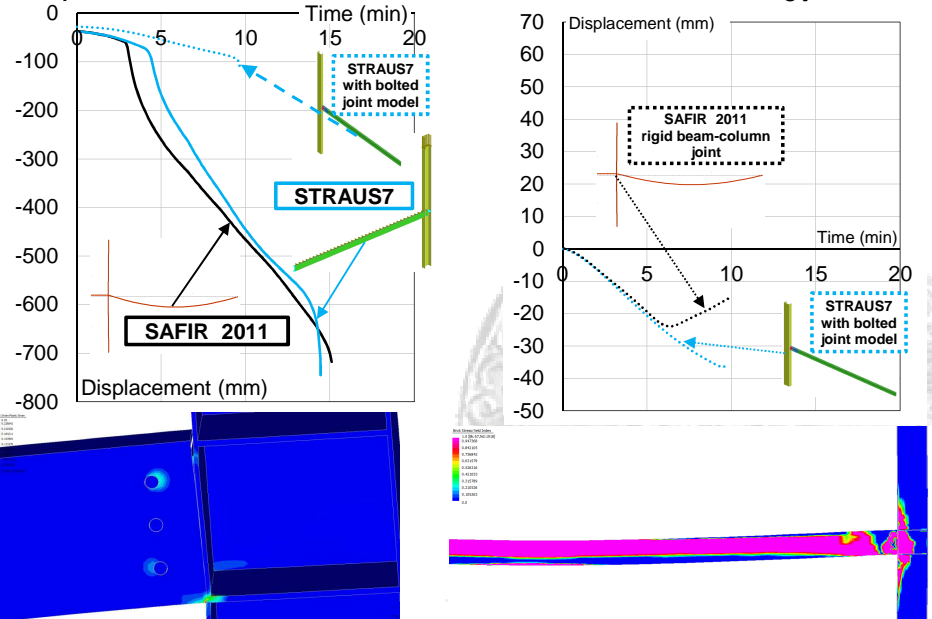 0
Time (min)
0
5
10
15
20
-100
-200
-300
-400
-500
-600
-700
-800
STRAUS7
with bolted
joint model
STRAUS7
SAFIR 2011
Displacement (mm)
70
Displacement (mm)
60
50
40
30
20
10
0
-10
-20
-30
-40
-50
SAFIR 2011
rigid beam-column
joint
Time (min)
0
5
10
15
20
STRAUS7
with bolted
joint model